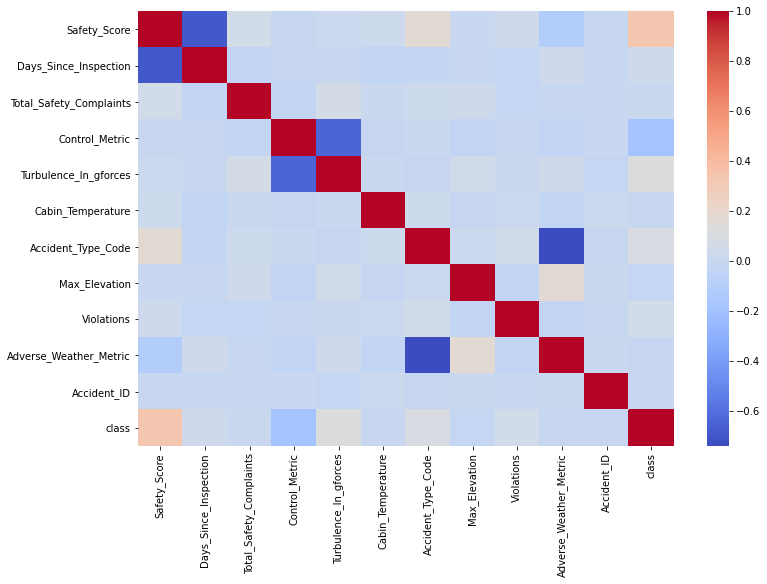 Safety_Score
Days_Since_Inspection
Total_Safety_Complaints
Control_Metric
Turbulence_In_gforces
Cabin_Temperature
Accident_Type_Code
Max_Elevation
Violations
Adverse_Weather_Metric
Accident_ID
class
Safety_Score
Days_Since_Inspection
Total_Safety_Complaints
Control_Metric
Turbulence_In_gforces
Cabin_Temperature
Accident_Type_Code
Max_Elevation
Violations
Adverse_Weather_Metric
Accident_ID
class
1.0
0.8
0.6
0.4
0.2
0.0
−0.2
−0.4
−0.6